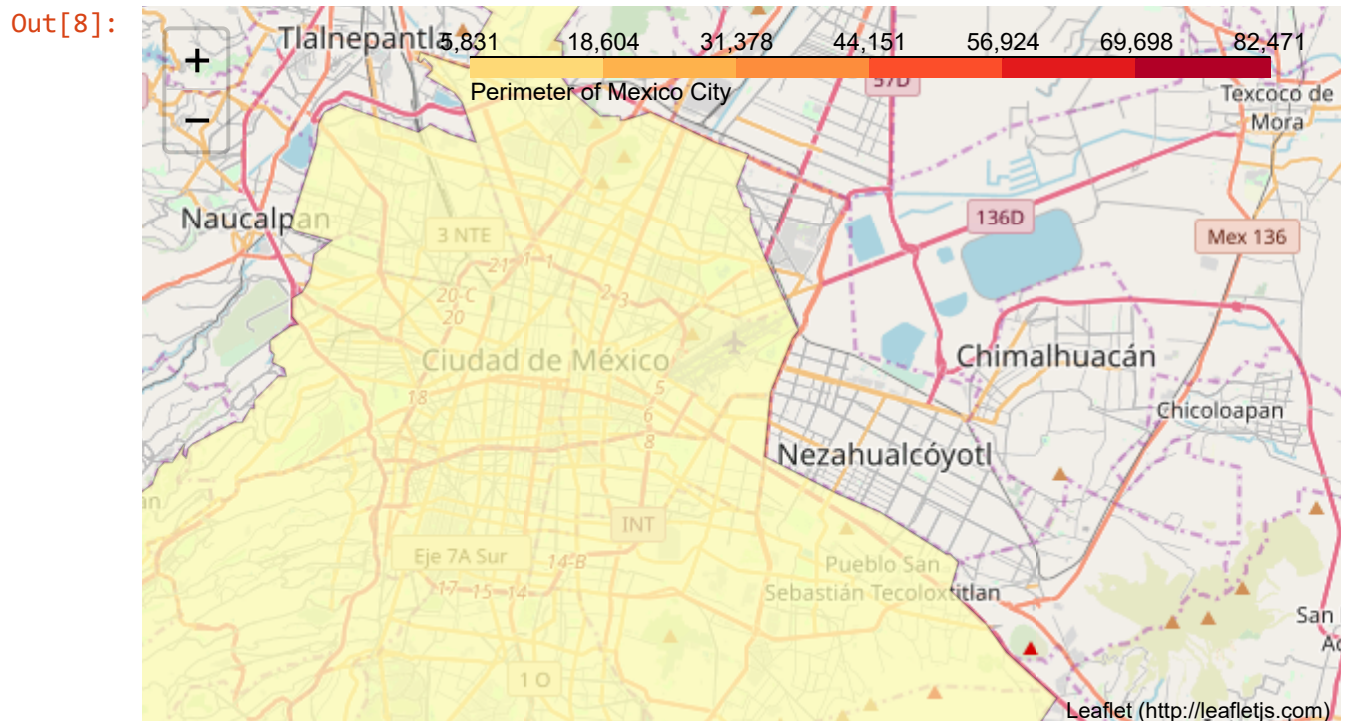 Out[8]:
+
−
Tlalnepantla
5,831 18,604 31,378 44,151 56,924 69,698 82,471
Perimeter of Mexico City
57D
Texcoco de
Mora
Naucalpan
3 NTE
136D
Mex 136
21 1 1
20-C
2-3
20
Ciudad de México
Chimalhuacán
5
18
6
Chicoloapan
8
Nezahualcóyotl
an
INT
Eje 7A Sur
14-B
Pueblo San
Sebastián Tecoloxtitlan
17-15-14
San
Ac
1 O
Leaflet (http://leafletjs.com)